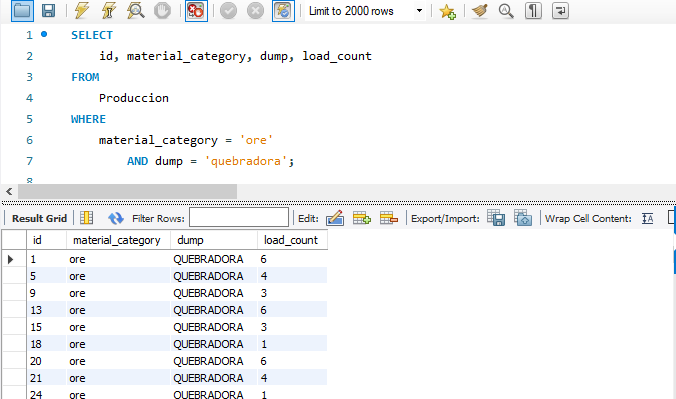 Limit to 2000 rows
1 SELECT
2 id, material_category, dump, load_count
3 FROM
4 Produccion
5 WHERE
6 material_category = 'ore'
7 AND dump = 'quebradora';
8
Result Grid Filter Rows: Edit: Export/Import: Wrap Cell Content: IA
id material_category dump load_count
1 ore QUEBRADORA 6
5 ore QUEBRADORA 4
9 ore QUEBRADORA 3
13 ore QUEBRADORA 6
15 ore QUEBRADORA 3
18 ore QUEBRADORA 1
20 ore QUEBRADORA 6
21 ore QUEBRADORA 4
24 ore QUEBRADORA 1